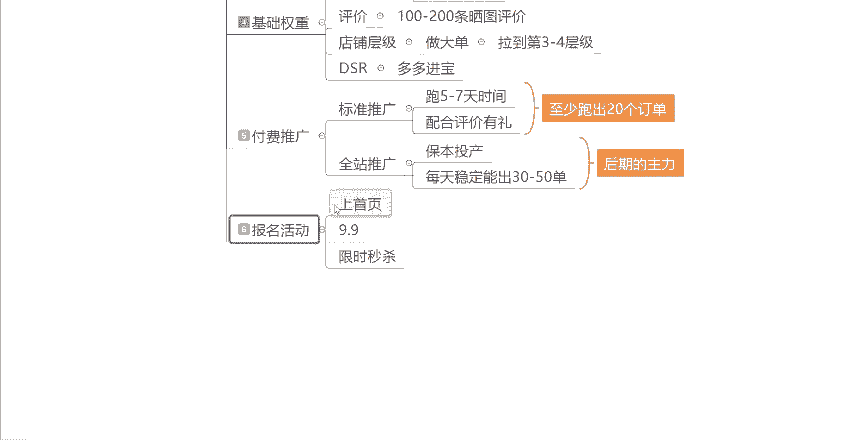 4 基础权重
评价 100-200条晒图评价
店铺层级 做大单 拉到第3-4层级
DSR 多多进宝
5 付费推广
标准推广
跑5-7天时间
配合评价有礼
至少跑出20个订单
全站推广
保本投产
每天稳定能出30-50单
后期的主力
6 报名活动
上首页
9.9
限时秒杀